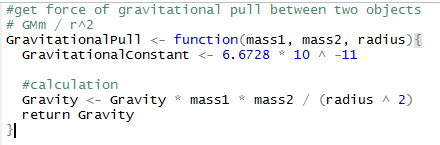 #get force of gravitational pull between two objects
# GMm / r^2
GravitationalPull <- function(mass1, mass2, radius){
  GravitationalConstant <- 6.6728 * 10 ^ -11

  #calculation
  Gravity <- Gravity * mass1 * mass2 / (radius ^ 2)
  return Gravity
}